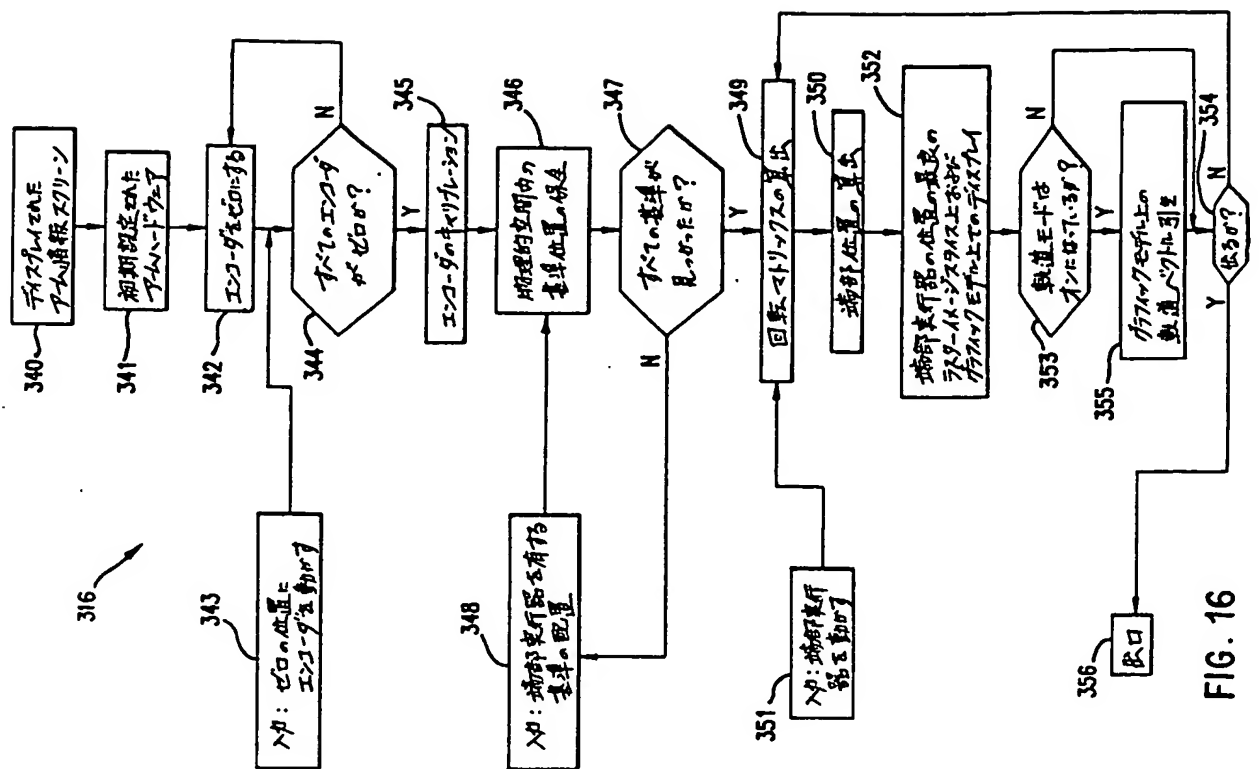 316
340
ディスプレイされた
アーム情報スクリーン
341
初期設定された
アームハードウェア
342
エンコーダをゼロにする
343
入力:ゼロの位置に
エンコーダを動かす
344
すべてのエンコーダ
がゼロか?
N
Y
345
エンコーダのキャリブレーション
346
物理的空間内の
基準位置の保全
347
すべての基準が
見つかったか?
N
Y
348
入力:端部実行器を有する
基準の配置
349
回転マトリックスの算出
350
端部位置の算出
351
入力:端部実行
器を動かす
352
端部実行器の位置の最良の
ラスターイメージスライス上および
グラフィックモデル上でのディスプレイ
353
軌道モードは
オンになっているか?
N
Y
355
グラフィックモデル上の
軌道ベクトル引き
354
出るか?
N
Y
356
出口
FIG. 16